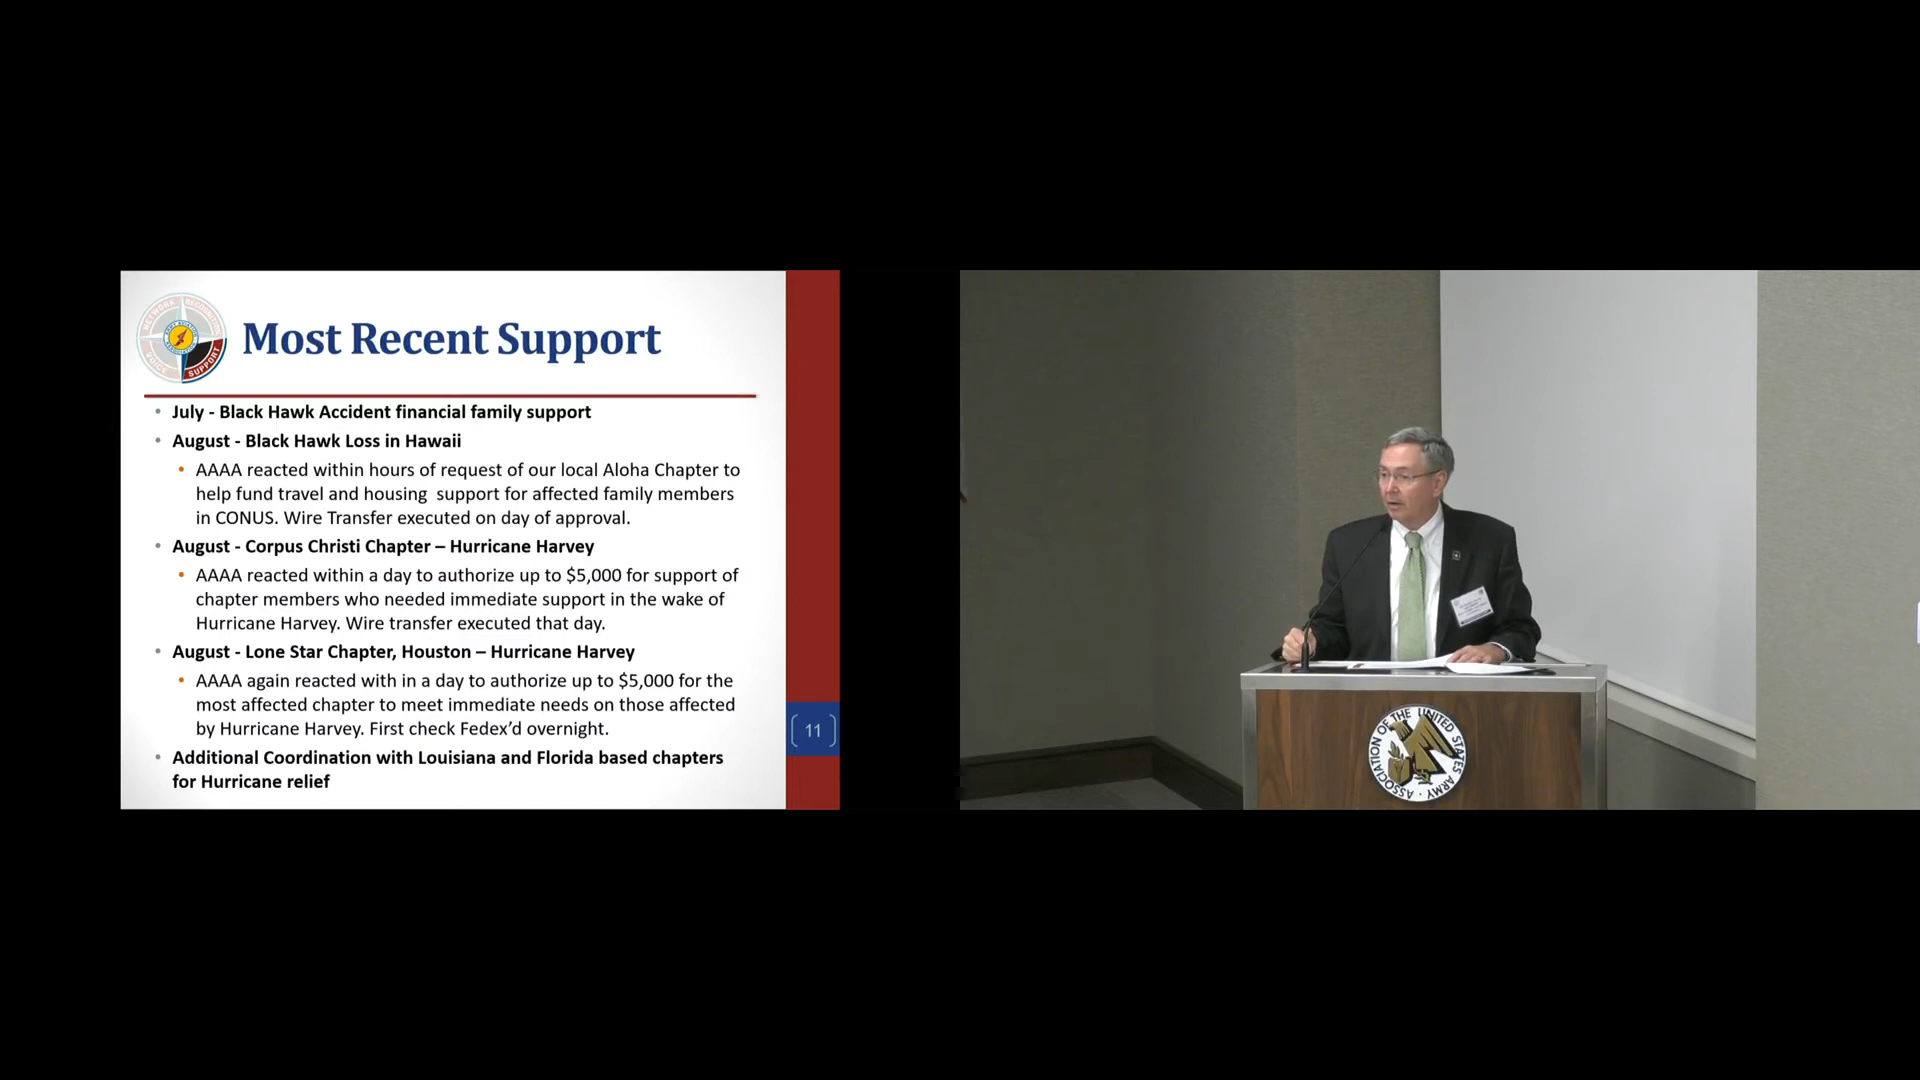 NETWORK RECOGNITION
VOICE SUPPORT
Most Recent Support
• July - Black Hawk Accident financial family support
• August - Black Hawk Loss in Hawaii
• AAAA reacted within hours of request of our local Aloha Chapter to
help fund travel and housing support for affected family members
in CONUS. Wire Transfer executed on day of approval.
• August - Corpus Christi Chapter – Hurricane Harvey
• AAAA reacted within a day to authorize up to $5,000 for support of
chapter members who needed immediate support in the wake of
Hurricane Harvey. Wire transfer executed that day.
• August - Lone Star Chapter, Houston – Hurricane Harvey
• AAAA again reacted with in a day to authorize up to $5,000 for the
most affected chapter to meet immediate needs on those affected
by Hurricane Harvey. First check Fedex’d overnight.
• Additional Coordination with Louisiana and Florida based chapters
for Hurricane relief
11
ASSOCIATION OF THE UNITED STATES ARMY